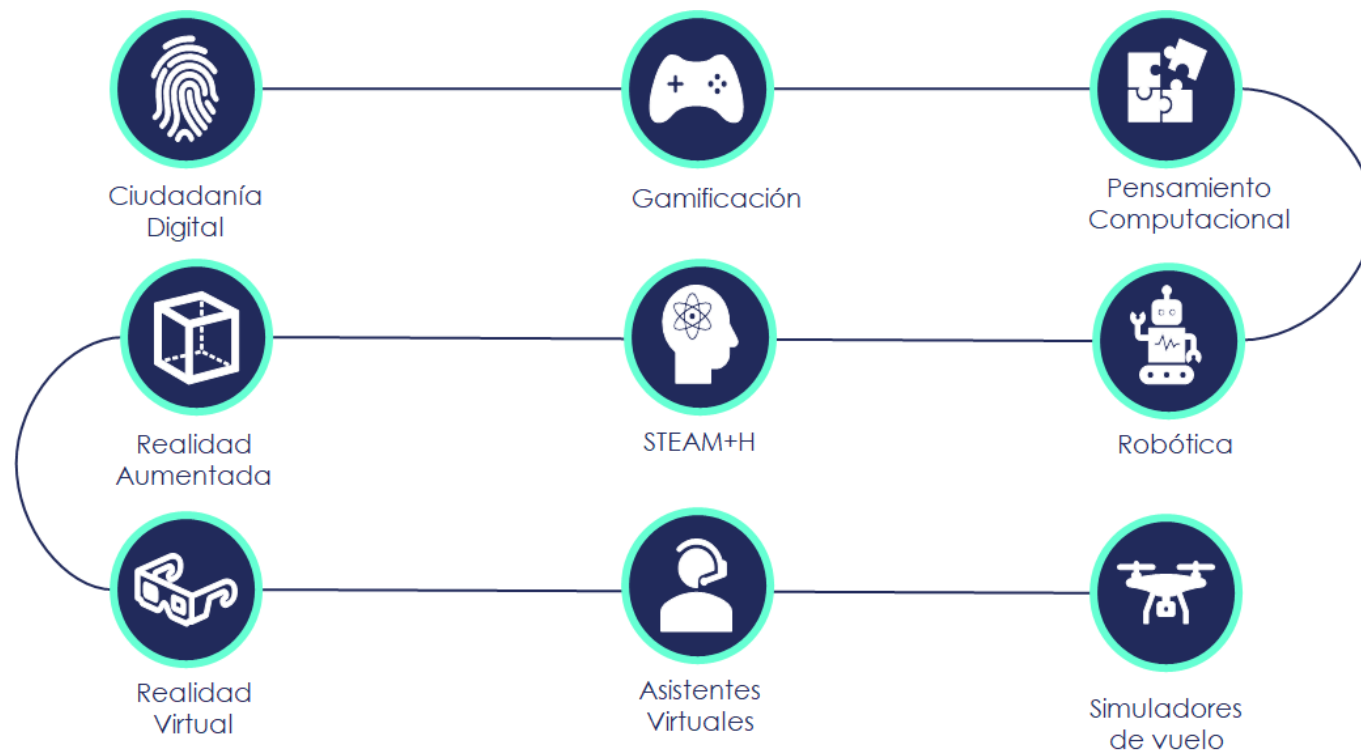 Ciudadanía
Digital
Gamificación
Pensamiento
Computacional
Realidad
Aumentada
STEAM+H
Robótica
Realidad
Virtual
Asistentes
Virtuales
Simuladores
de vuelo